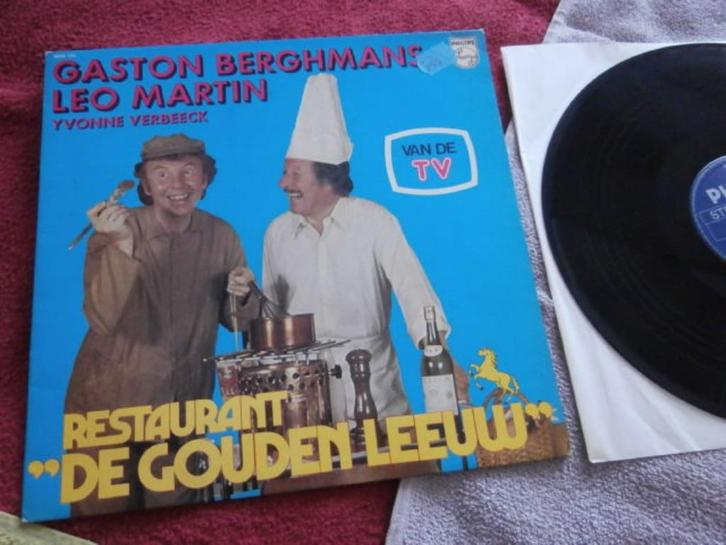 GASTON BERGHMANS
LEO MARTIN
YVONNE VERBEECK
PHILIPS
VAN DE
TV
RESTAURANT
"DE GOUDEN LEEUW"